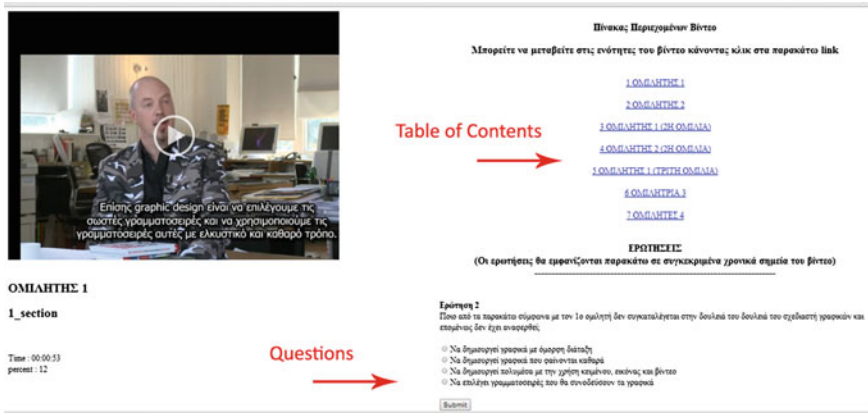 Επίσης graphic design είναι να επιλέγουμε τις
σωστές γραμματοσειρές και να χρησιμοποιούμε τις
γραμματοσειρές αυτές με ελκυστικό και καθαρό τρόπο.
ΟΜΙΛΗΤΗΣ 1
1_section
Time : 00:00:53
percent : 12
Πίνακας Περιεχομένων Βίντεο
Μπορείτε να μεταβείτε στις ενότητες του βίντεο κάνοντας κλικ στα παρακάτω link
1 ΟΜΙΛΗΤΗΣ 1
2 ΟΜΙΛΗΤΗΣ 2
3 ΟΜΙΛΗΤΗΣ 1 (2Η ΟΜΙΛΙΑ)
Table of Contents
4 ΟΜΙΛΗΤΗΣ 2 (2Η ΟΜΙΛΙΑ)
5 ΟΜΙΛΗΤΗΣ 1 (ΤΡΙΤΗ ΟΜΙΛΙΑ)
6 ΟΜΙΛΗΤΡΙΑ 3
7 ΟΜΙΛΗΤΕΣ 4
ΕΡΩΤΗΣΕΙΣ
(Οι ερωτήσεις θα εμφανίζονται παρακάτω σε συγκεκριμένα χρονικά σημεία του βίντεο)
Ερώτηση 2
Ποιο από τα παρακάτω σύμφωνα με τον 1ο ομιλητή δεν συγκαταλέγεται στην δουλειά του δουλειά του σχεδιαστή γραφικών και
επομένως δεν έχει αναφερθεί;
Questions
Να δημιουργεί γραφικά με όμορφη διάταξη
Να δημιουργεί γραφικά που φαίνονται καθαρά
Να δημιουργεί πολυμέσα με την χρήση κειμένου, εικόνας και βίντεο
Να επιλέγει γραμματοσειρές που θα συνοδεύσουν τα γραφικά
Submit